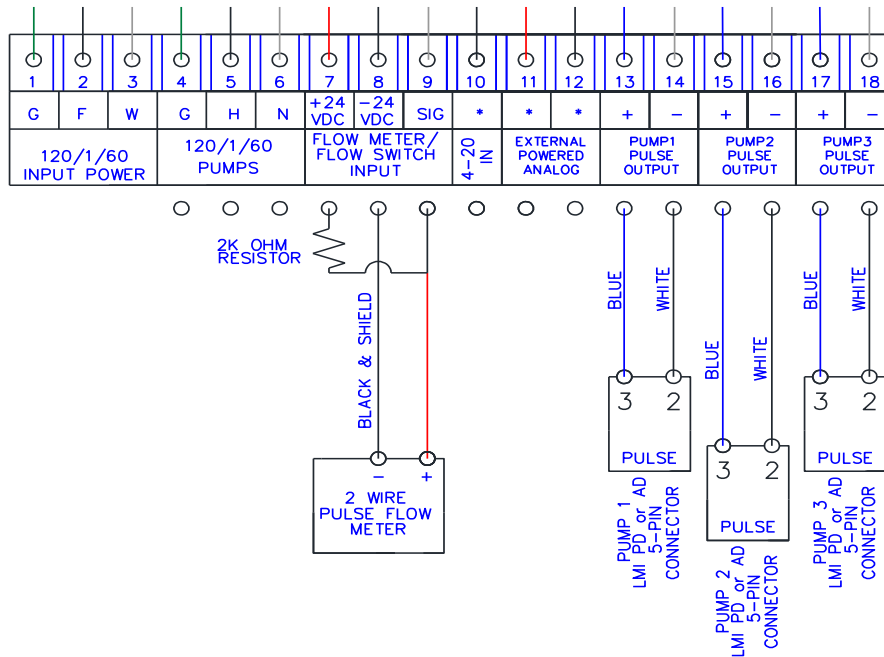 1 2 3 4 5 6 7 8 9 10 11 12 13 14 15 16 17 18
G F W G H N +24 VDC -24 VDC SIG * * * + - + - + -
120/1/60
INPUT POWER
120/1/60
PUMPS
FLOW METER/
FLOW SWITCH
INPUT
4-20
IN
EXTERNAL
POWERED
ANALOG
PUMP1
PULSE
OUTPUT
PUMP2
PULSE
OUTPUT
PUMP3
PULSE
OUTPUT
2K OHM
RESISTOR
BLACK & SHIELD
- +
2 WIRE
PULSE FLOW
METER
BLUE
WHITE
3 2
PULSE
PUMP 1
LMI PD or AD
5-PIN
CONNECTOR
BLUE
WHITE
3 2
PULSE
PUMP 2
LMI PD or AD
5-PIN
CONNECTOR
BLUE
WHITE
3 2
PULSE
PUMP 3
LMI PD or AD
5-PIN
CONNECTOR